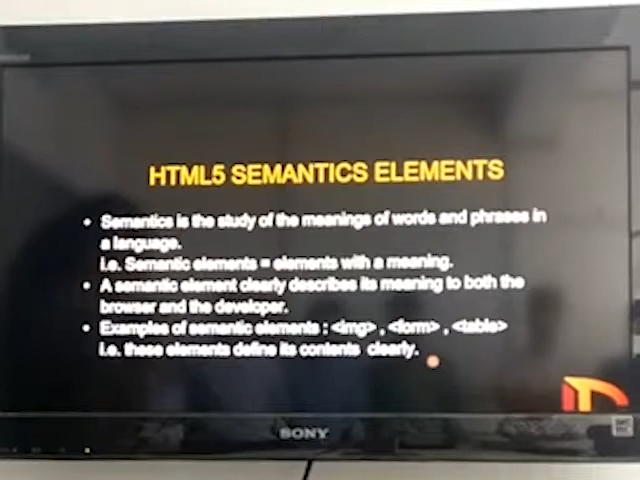 HTML5 SEMANTICS ELEMENTS
• Semantics is the study of the meanings of words and phrases in
a language.
i.e. Semantic elements = elements with a meaning.
• A semantic element clearly describes its meaning to both the
browser and the developer.
• Examples of semantic elements : <img> , <form> , <table>
i.e. these elements define its contents clearly.
SONY